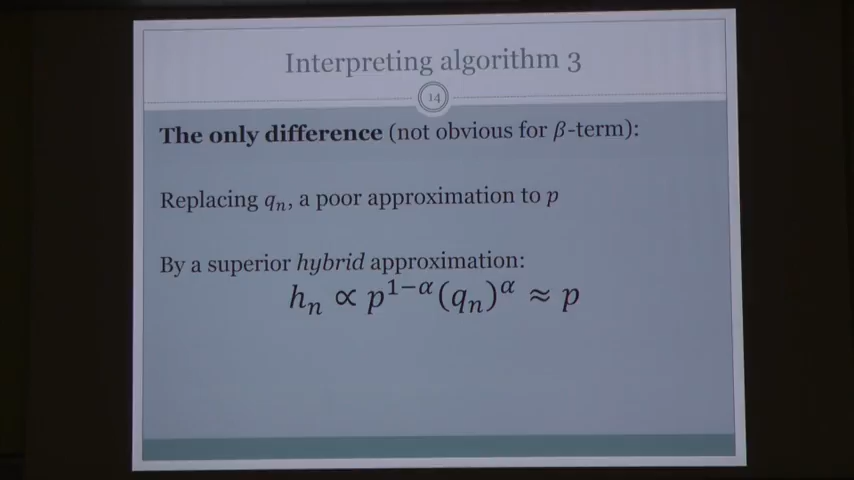 Interpreting algorithm 3
14
The only difference (not obvious for β-term):
Replacing qₙ, a poor approximation to p
By a superior hybrid approximation:
hₙ ∝ p¹⁻ᵅ(qₙ)ᵅ ≈ p